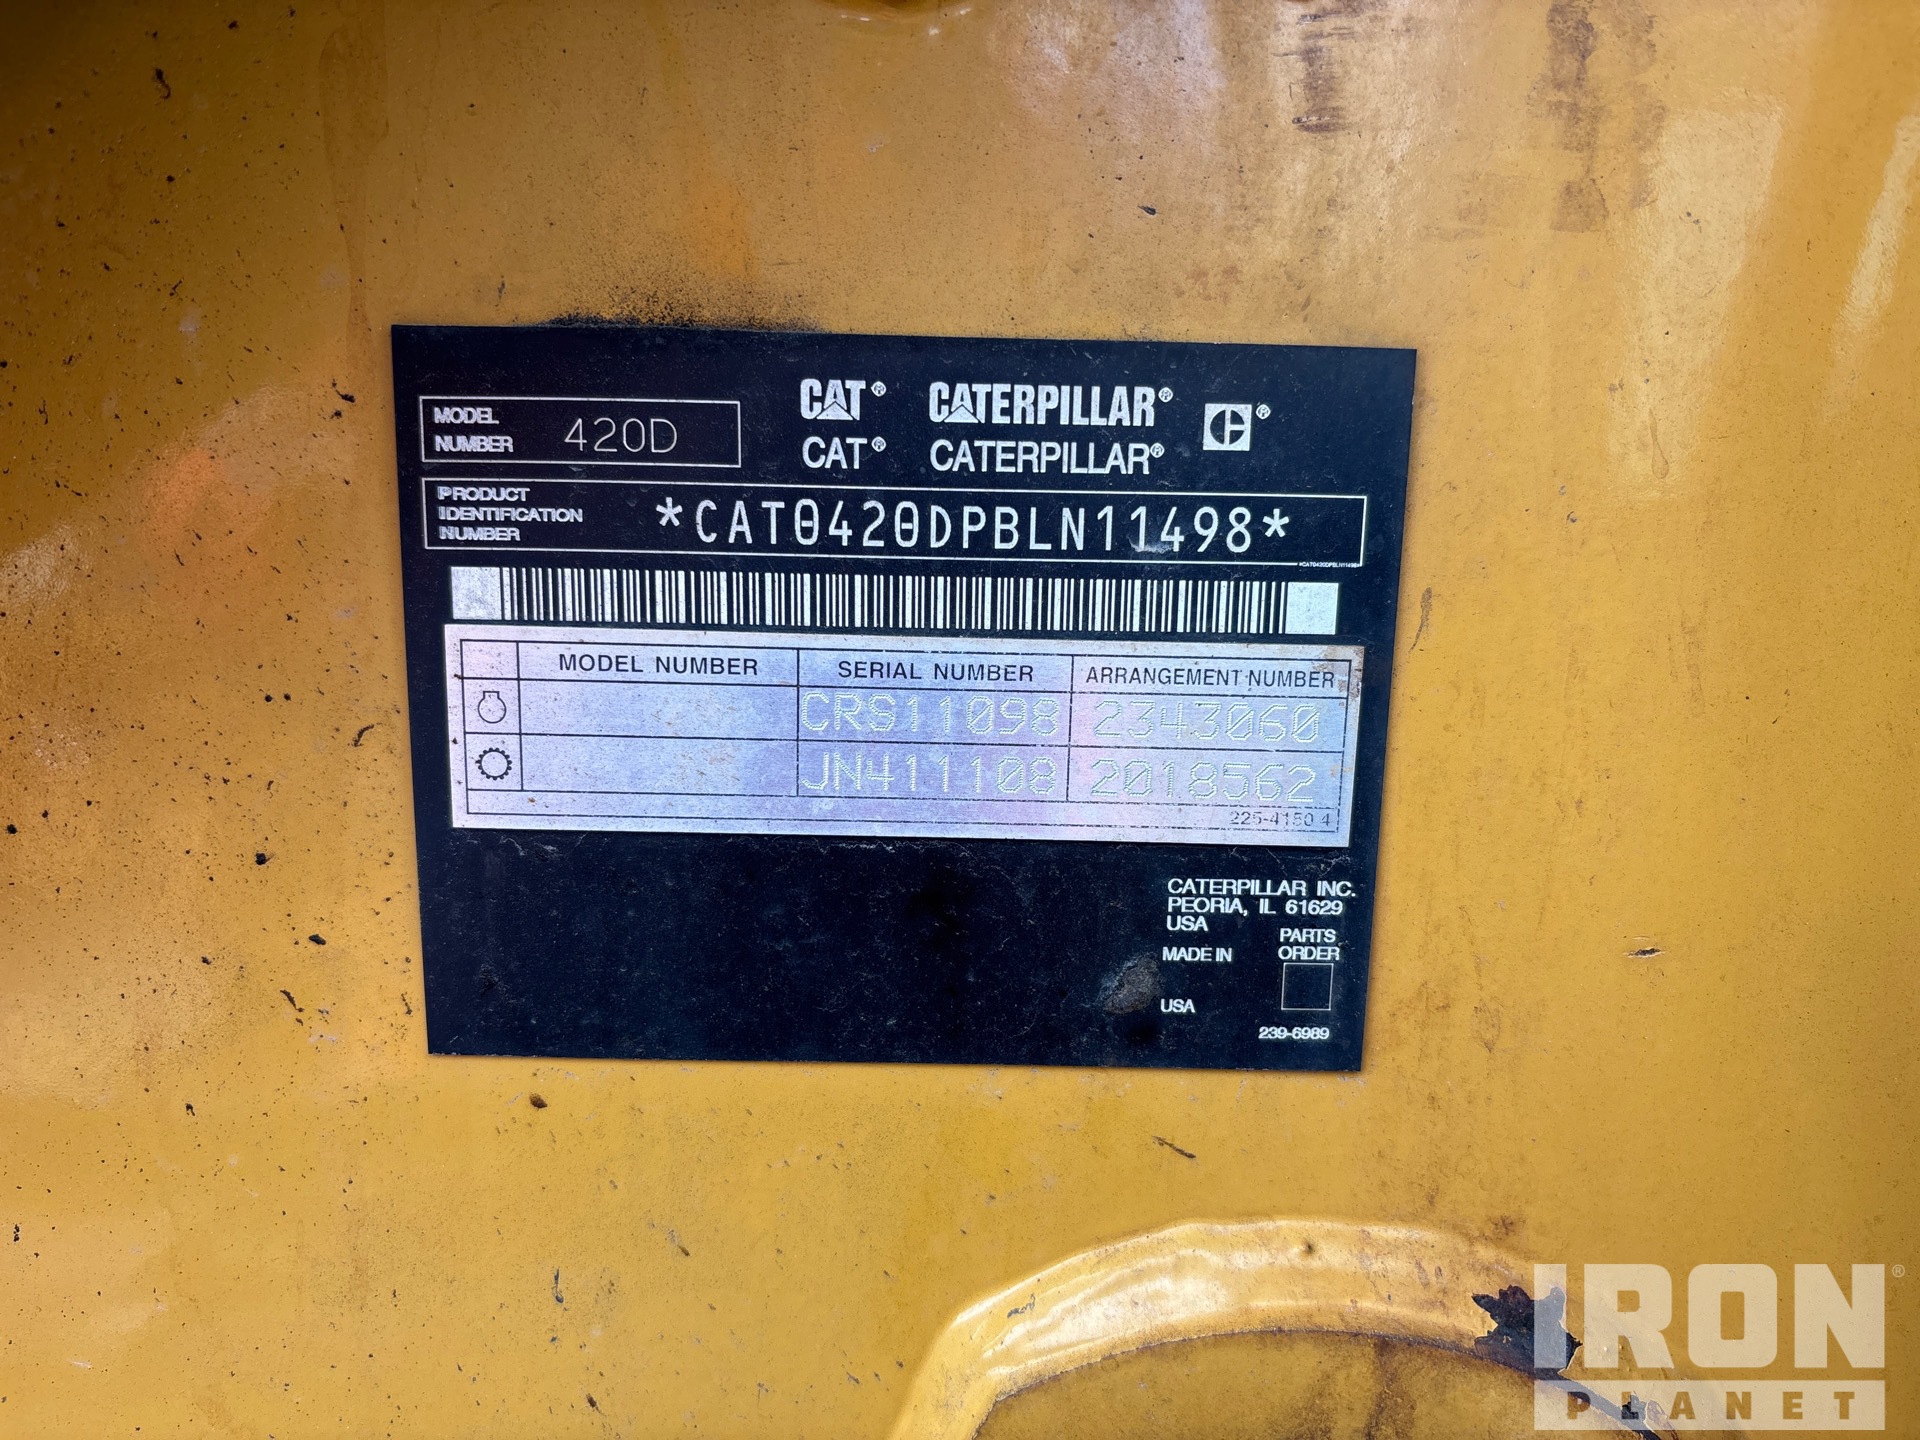 MODEL
NUMBER 420D
CAT® CATERPILLAR®
CAT® CATERPILLAR®
PRODUCT
IDENTIFICATION
NUMBER
*CAT0420DPBLN11498*
*CAT0420DPBLN11498*
MODEL NUMBER SERIAL NUMBER ARRANGEMENT NUMBER
CRS11098 2343060
JN411108 2018562
225-4150 4
CATERPILLAR INC.
PEORIA, IL 61629
USA
MADE IN
USA
PARTS
ORDER
239-6989
IRON®
PLANET